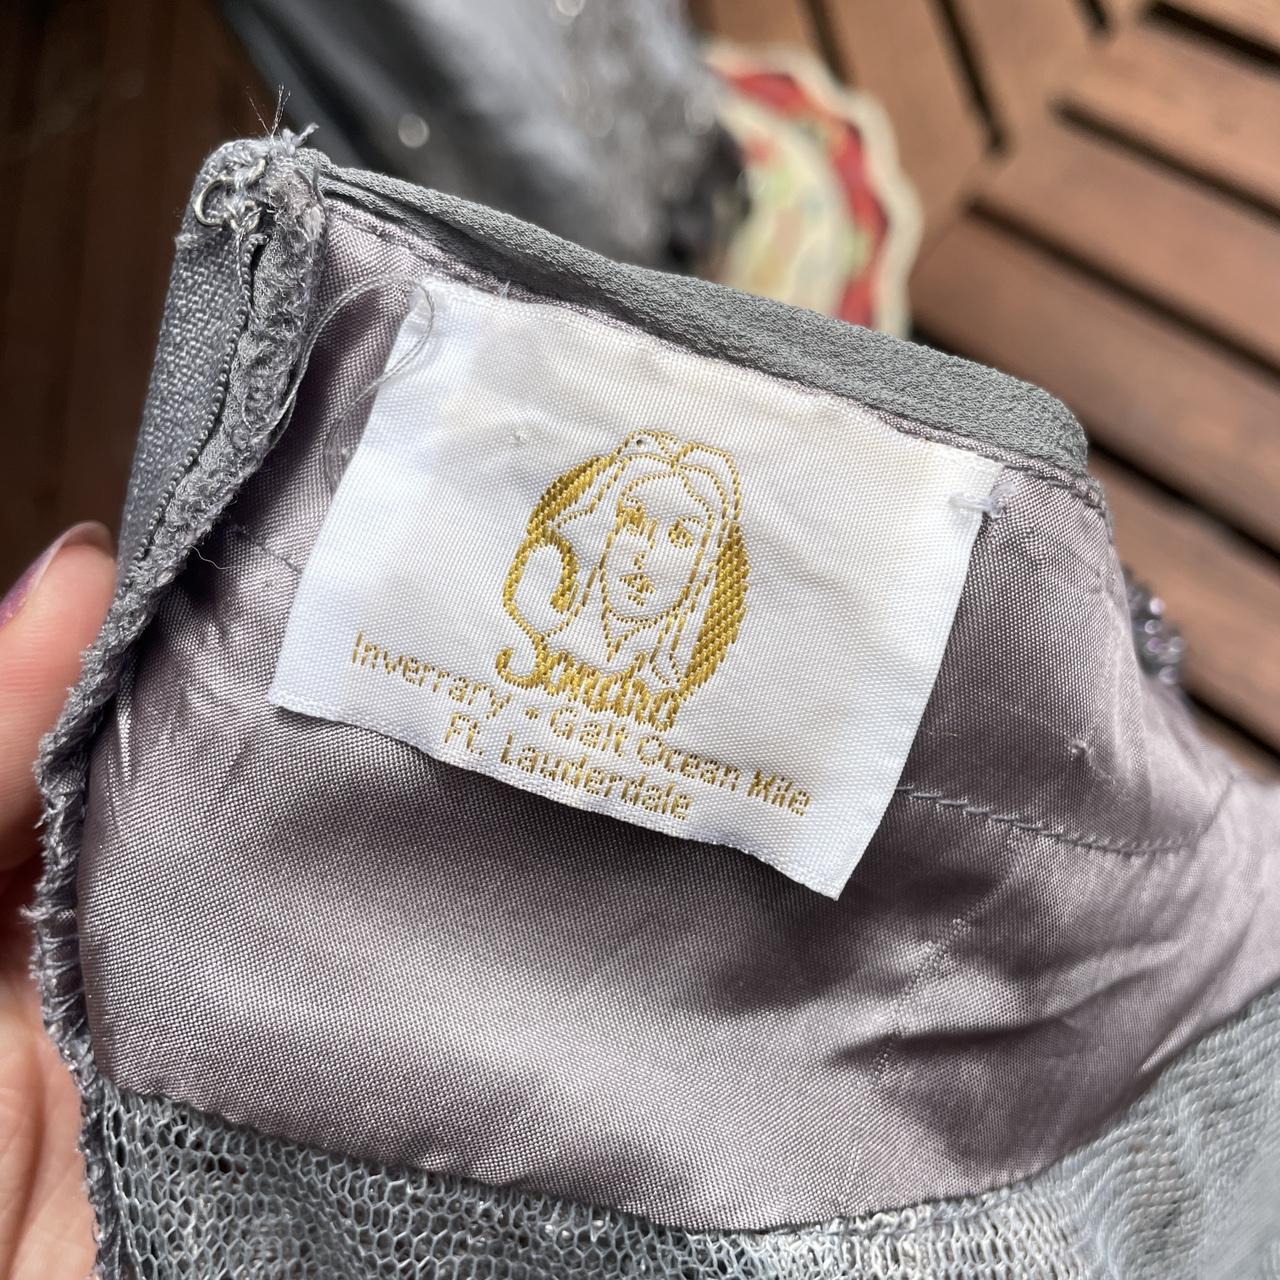 Sandra
Inverrary • Galt Ocean Mile
Ft. Lauderdale